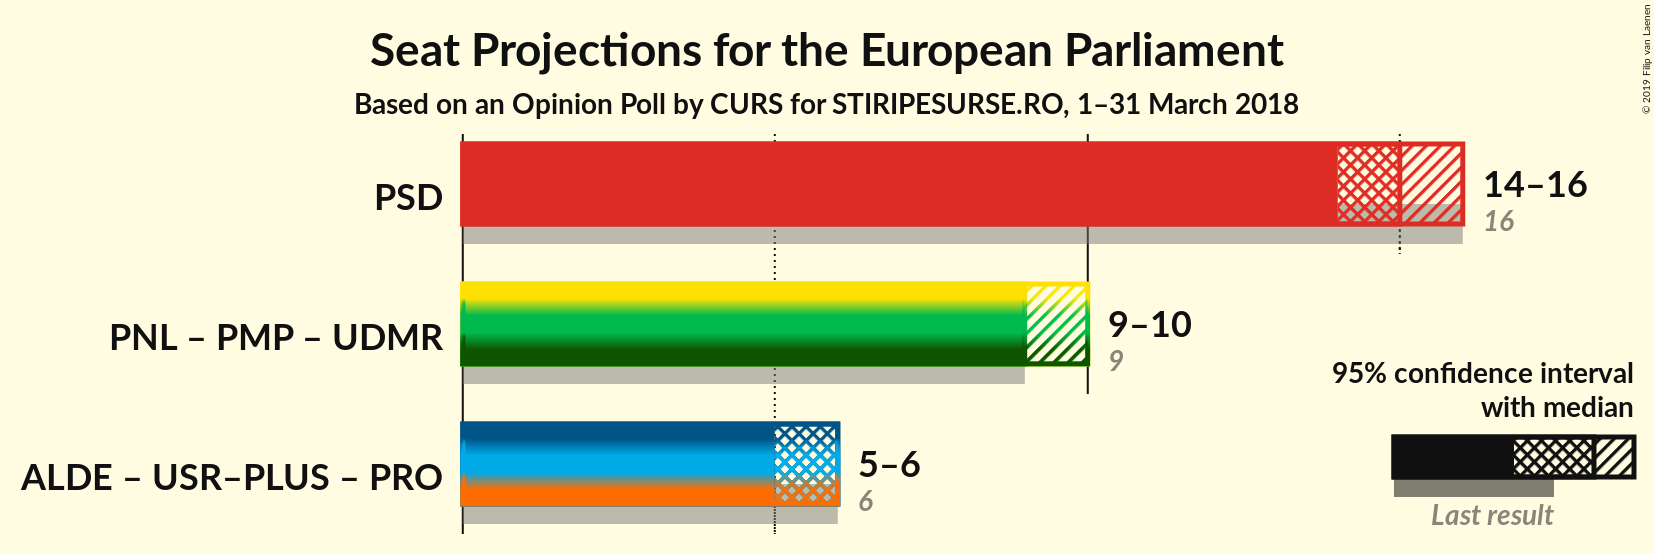 Seat Projections for the European Parliament
Based on an Opinion Poll by CURS for STIRIPESURSE.RO, 1–31 March 2018
© 2019 Filip van Laenen
PSD
14–16
16
PNL – PMP – UDMR
9–10
9
ALDE – USR–PLUS – PRO
5–6
6
95% confidence interval
with median
Last result